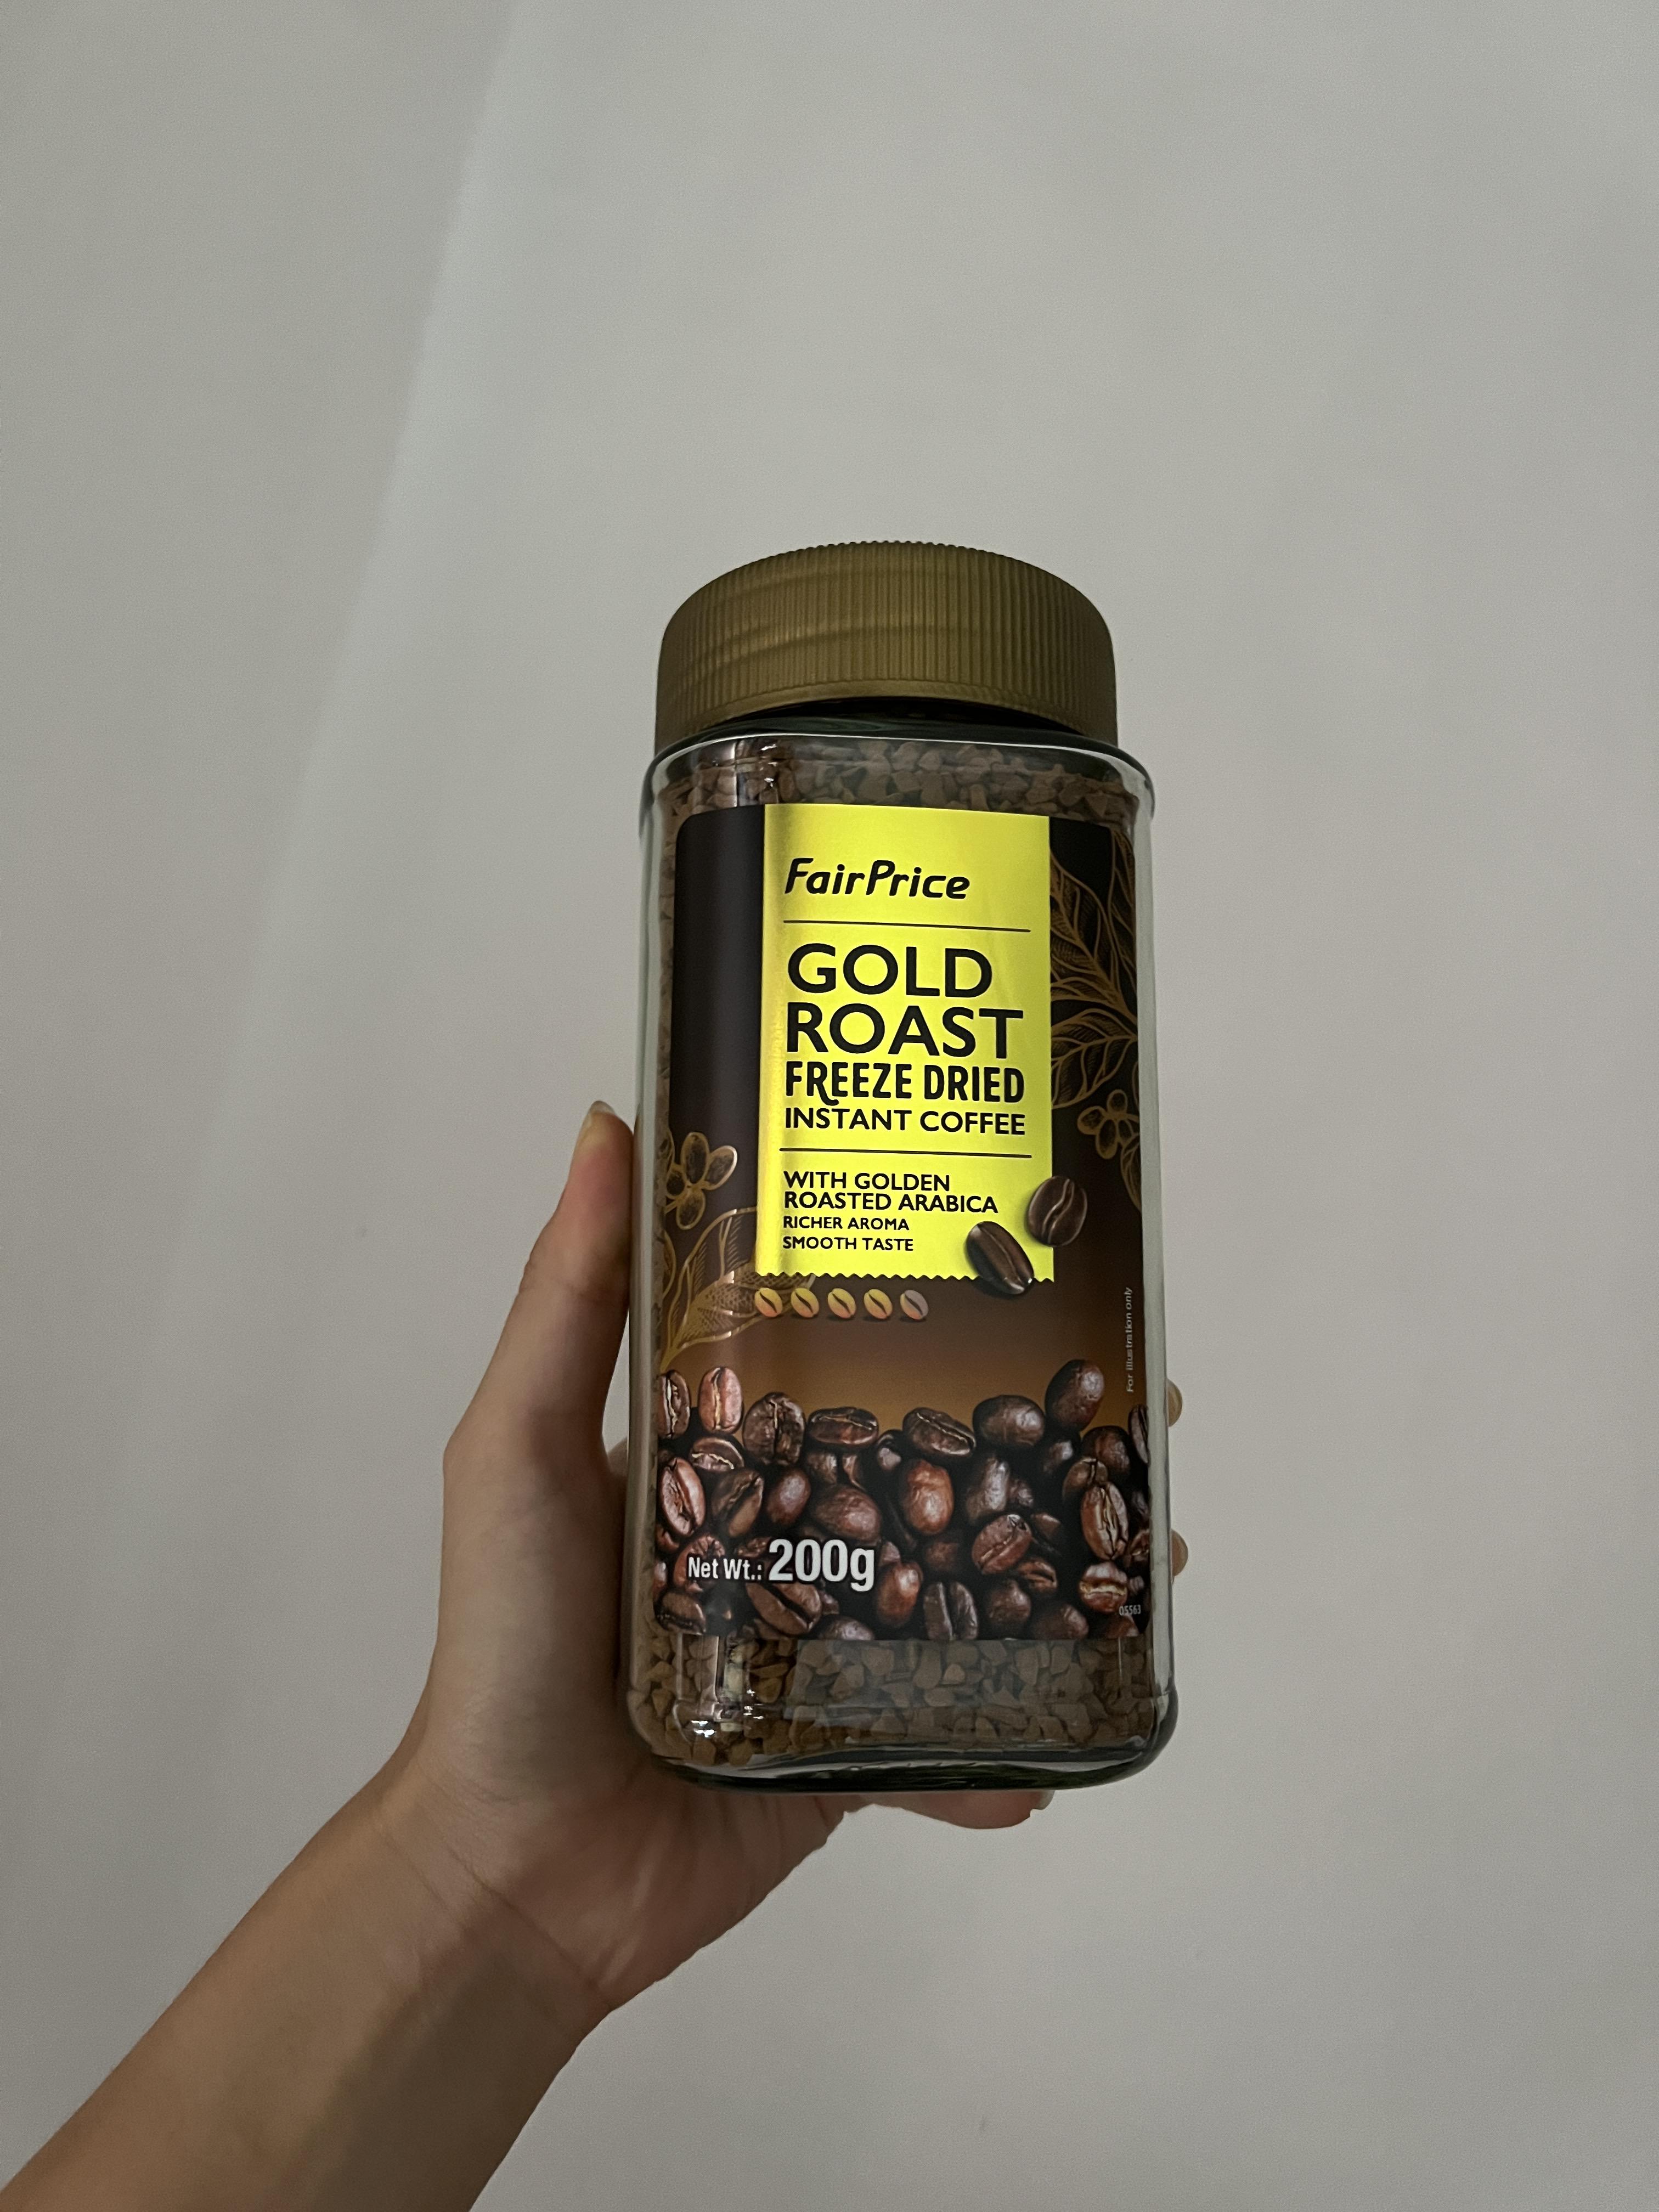 FairPrice
GOLD
ROAST
FREEZE DRIED
INSTANT COFFEE
WITH GOLDEN
ROASTED ARABICA
RICHER AROMA
SMOOTH TASTE
For illustration only
Net Wt.: 200g
05563